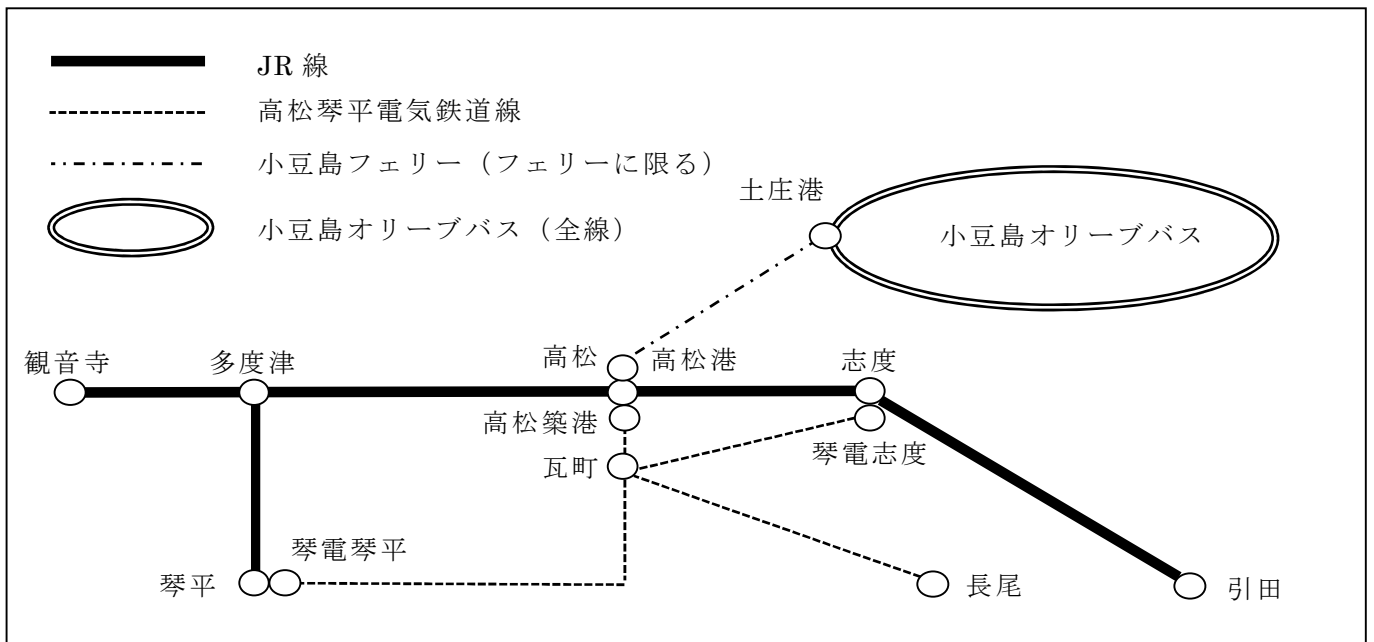 JR 線
高松琴平電気鉄道線
小豆島フェリー（フェリーに限る）
小豆島オリーブバス（全線）
土庄港
小豆島オリーブバス
観音寺
多度津
高松
高松港
志度
高松築港
瓦町
琴電志度
琴電琴平
琴平
長尾
引田